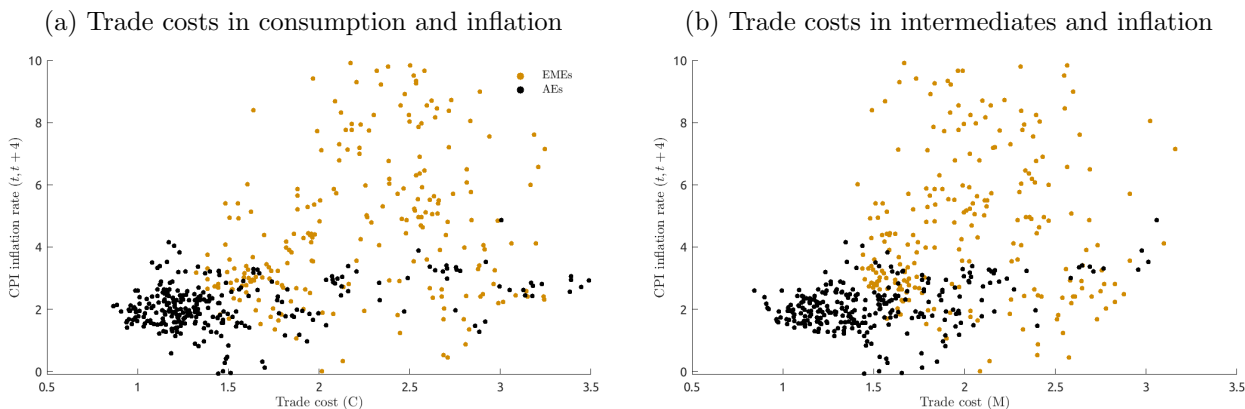 (a) Trade costs in consumption and inflation
10
8
6
4
2
0
0.5 1 1.5 2 2.5 3 3.5
CPI inflation rate (t, t + 4)
Trade cost (C)
EMEs
AEs
(b) Trade costs in intermediates and inflation
10
8
6
4
2
0
0.5 1 1.5 2 2.5 3 3.5
CPI inflation rate (t, t + 4)
Trade cost (M)